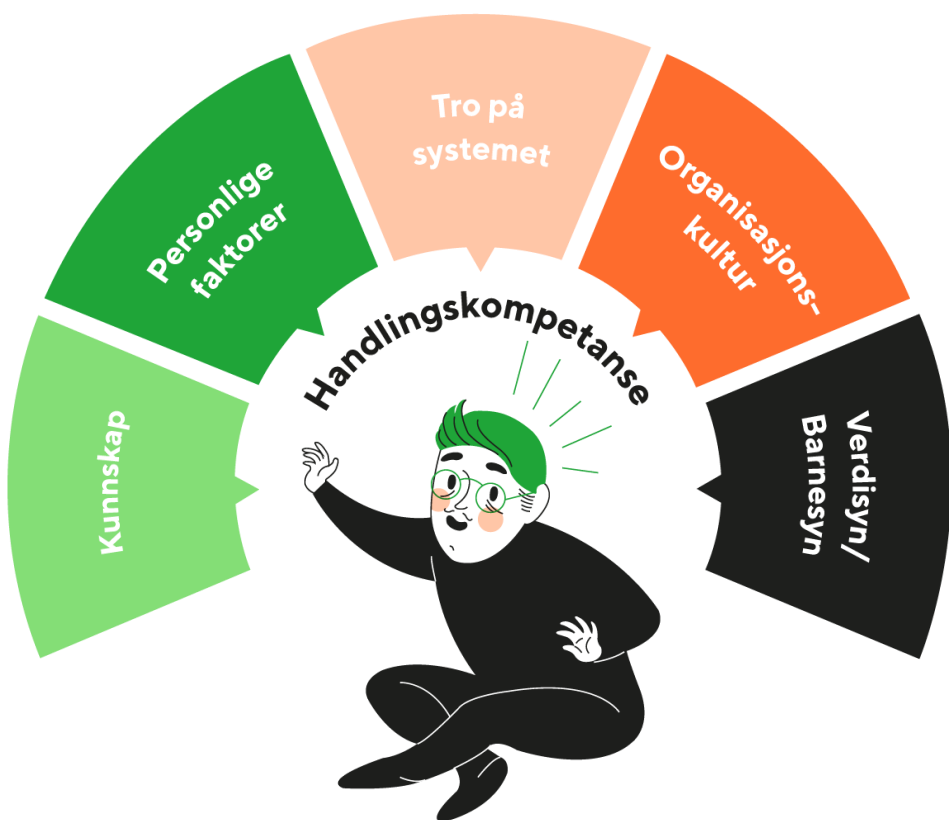 Kunnskap
Personlige
faktorer
Tro på
systemet
Organisasjons-
kultur
Verdisyn/
Barnesyn
Handlingskompetanse